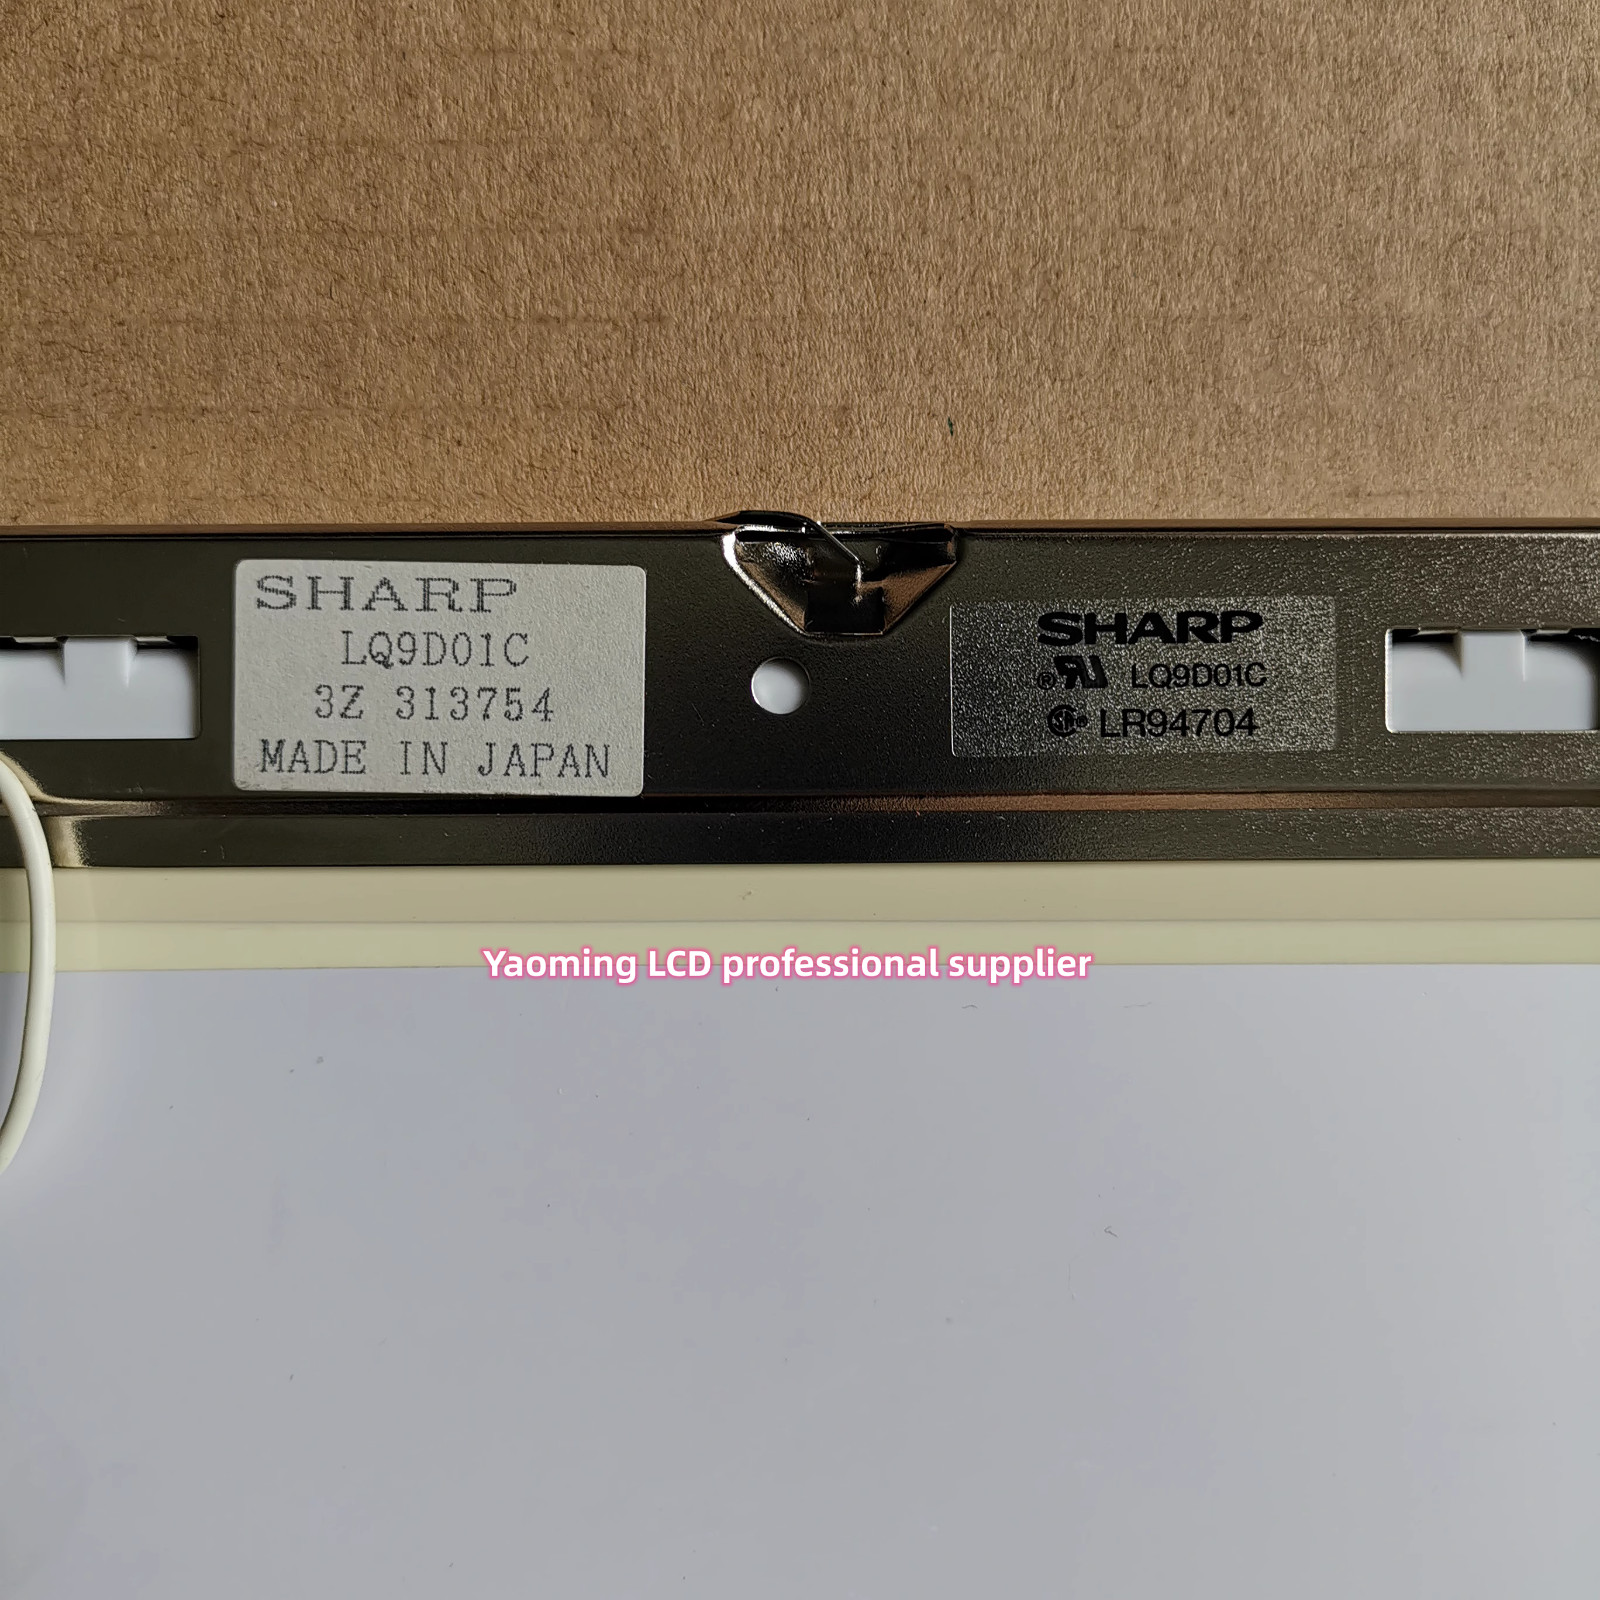 SHARP
LQ9D01C
3Z 313754
MADE IN JAPAN
SHARP
LQ9D01C
LR94704
Yaoming LCD professional supplier